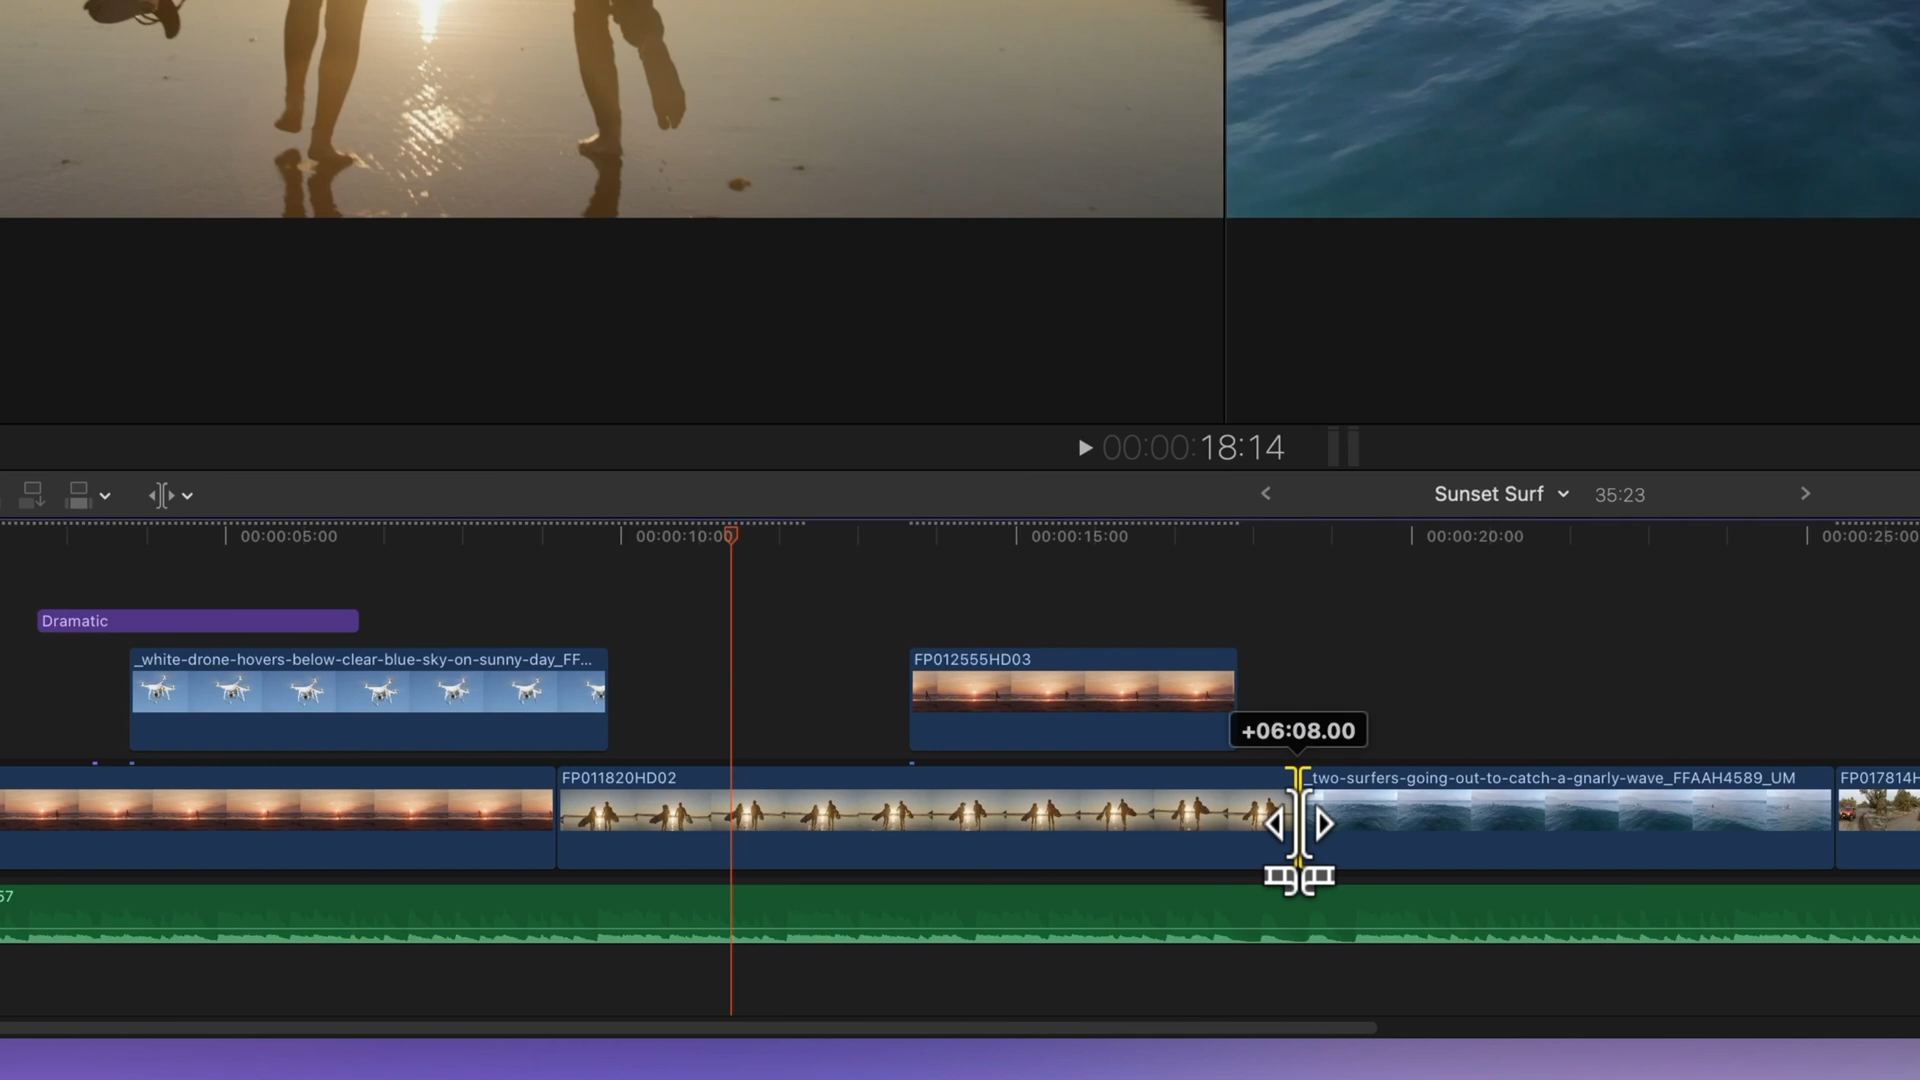 00:00:18:14
Sunset Surf 35:23
00:00:05:00 00:00:10:00 00:00:15:00 00:00:20:00 00:00:25:00
Dramatic
_white-drone-hovers-below-clear-blue-sky-on-sunny-day_FF...
FP012555HD03
+06:08.00
FP011820HD02
_two-surfers-going-out-to-catch-a-gnarly-wave_FFAAH4589_UM
FP017814H
57